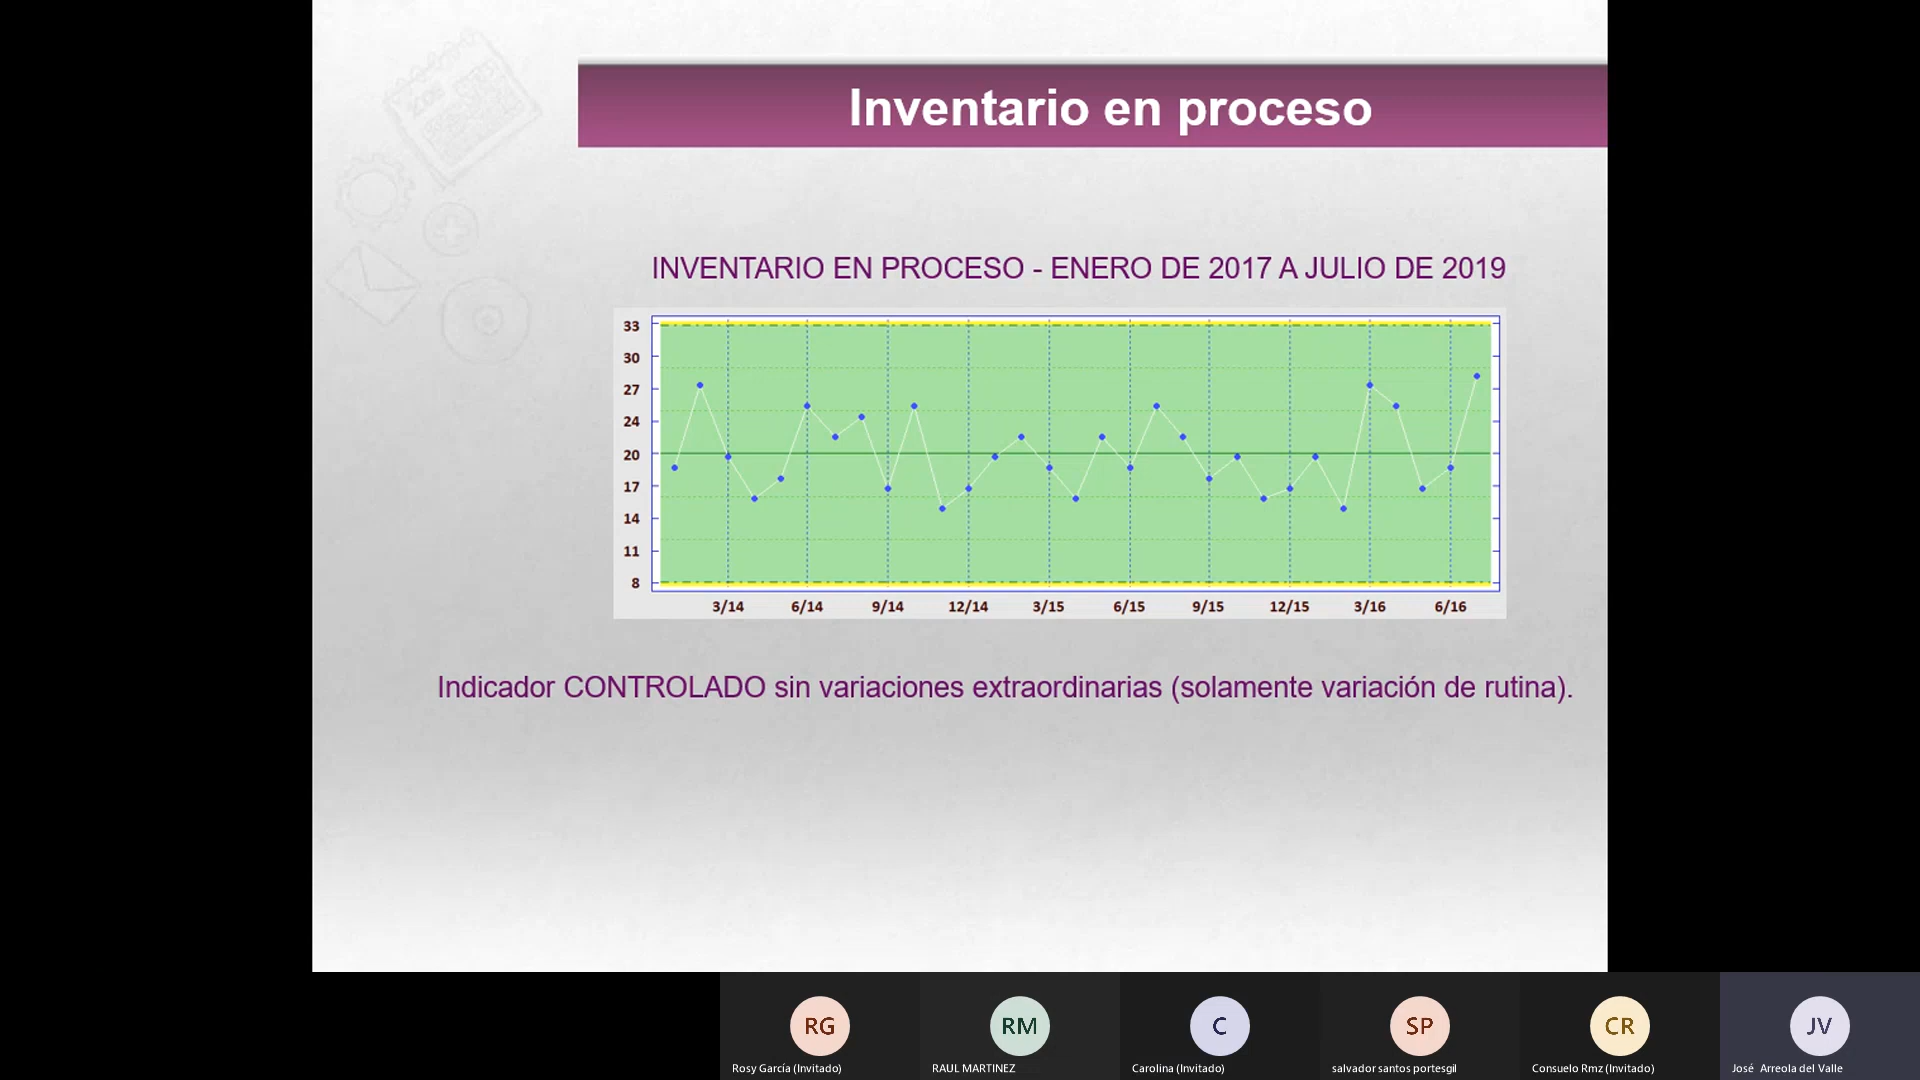 Inventario en proceso
INVENTARIO EN PROCESO - ENERO DE 2017 A JULIO DE 2019
33
30
27
24
20
17
14
11
8
3/14 6/14 9/14 12/14 3/15 6/15 9/15 12/15 3/16 6/16
Indicador CONTROLADO sin variaciones extraordinarias (solamente variación de rutina).
RG RM C SP CR JV
Rosy García (Invitado) RAUL MARTINEZ Carolina (Invitado) salvador santos portesgil Consuelo Rmz (Invitado) José Arreola del Valle